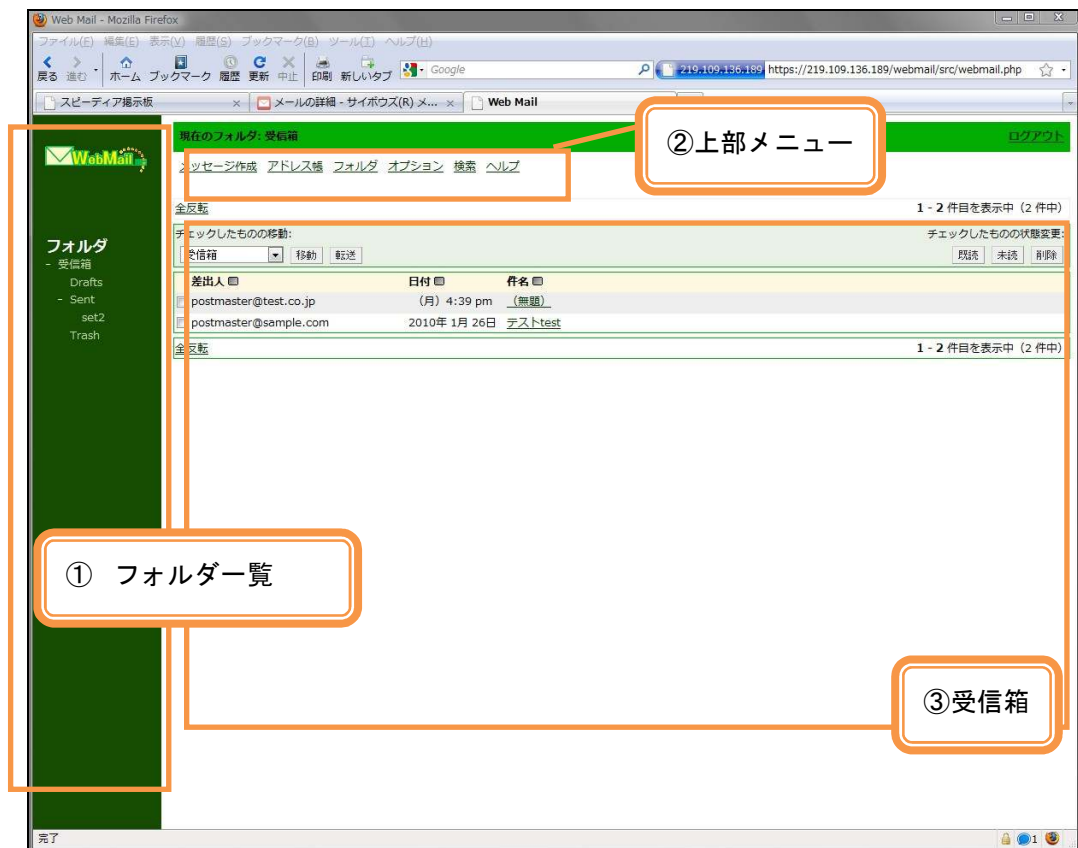 Web Mail - Mozilla Firefox
ファイル(F) 編集(E) 表示(V) 履歴(S) ブックマーク(B) ツール(T) ヘルプ(H)
戻る 進む ホーム ブックマーク 履歴 更新 中止 印刷 新しいタブ Google 219.109.136.189 https://219.109.136.189/webmail/src/webmail.php
スピーディア掲示板 × メールの詳細 - サイボウズ(R) メ... × Web Mail
WebMail
現在のフォルダ: 受信箱 ログアウト
②上部メニュー
メッセージ作成 アドレス帳 フォルダ オプション 検索 ヘルプ
全反転 1 - 2 件目を表示中 (2 件中)
チェックしたものの移動: チェックしたものの状態変更:
受信箱 移動 転送 既読 未読 削除
フォルダ
- 受信箱
Drafts
- Sent
set2
Trash
差出人 日付 件名
postmaster@test.co.jp (月) 4:39 pm (無題)
postmaster@sample.com 2010年 1月 26日 テストtest
全反転 1 - 2 件目を表示中 (2 件中)
① フォルダ一覧
③受信箱
完了 1